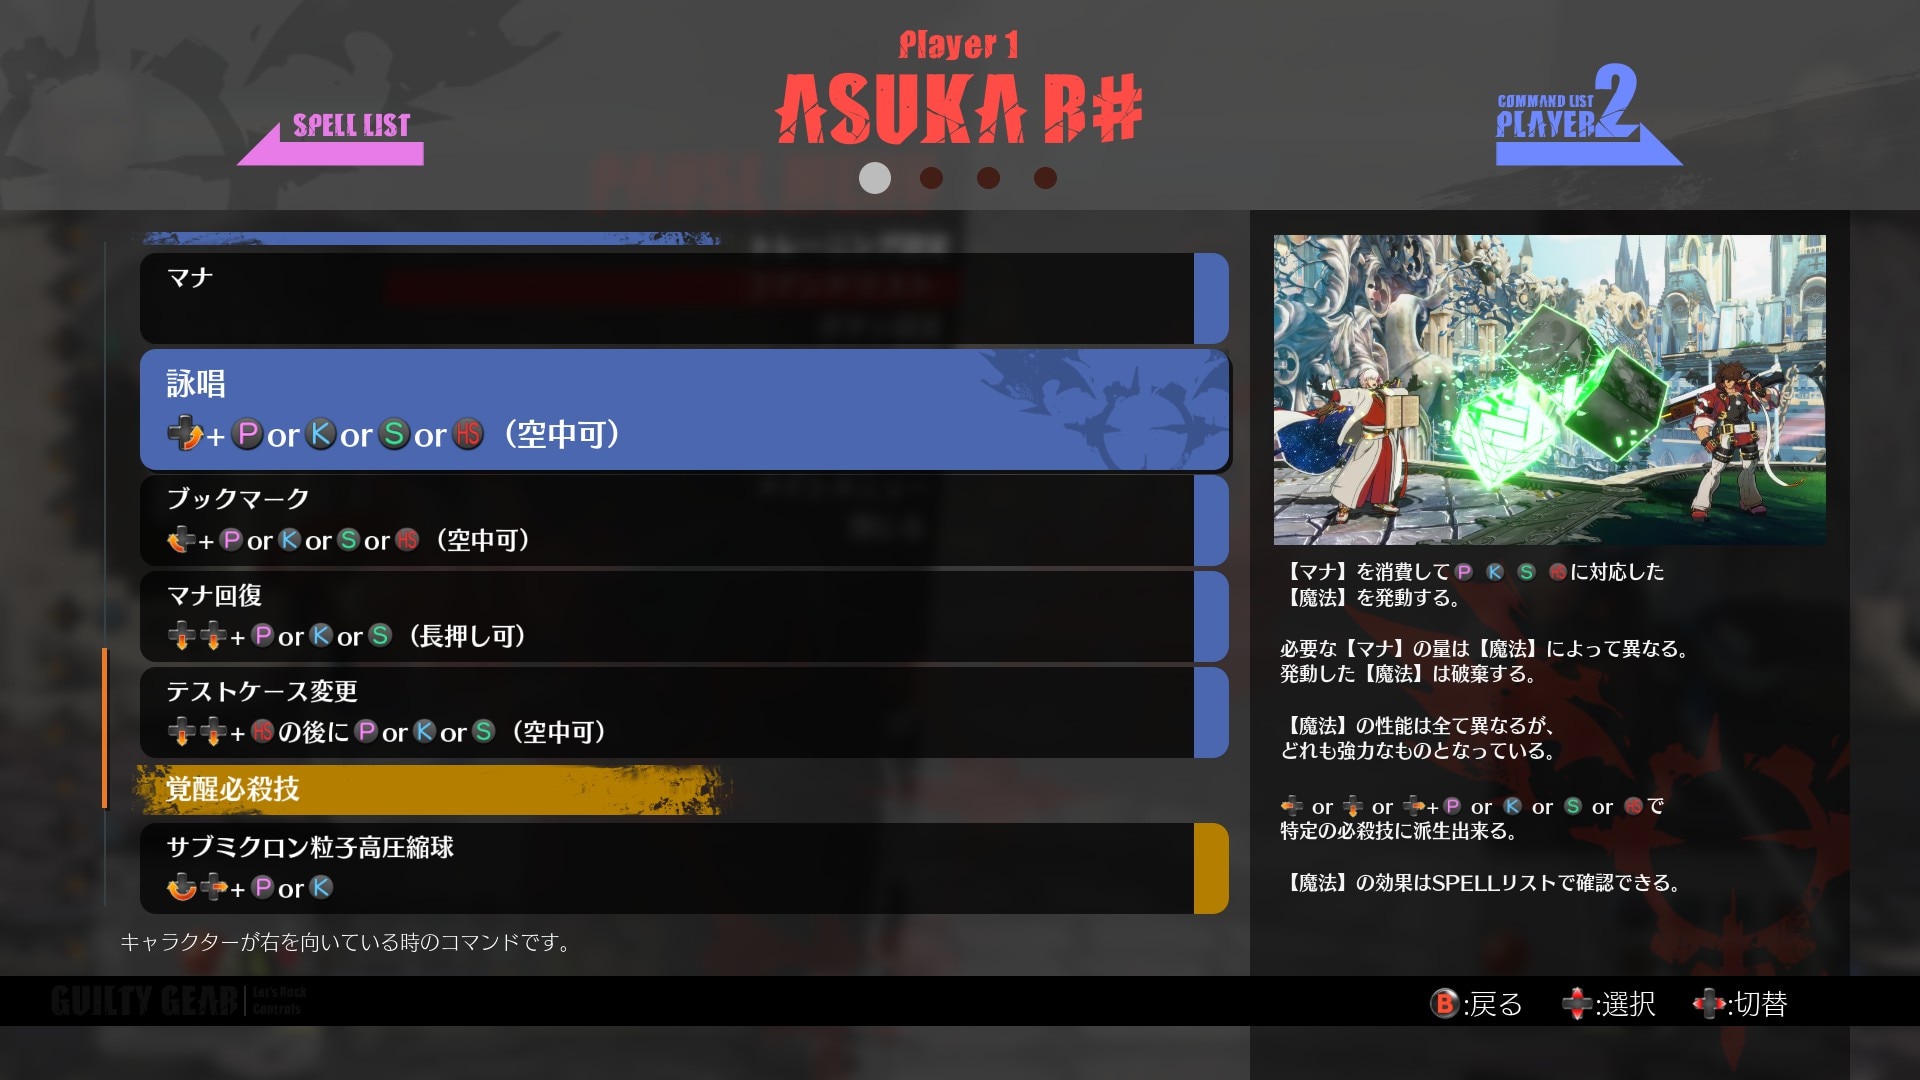 Player 1
ASUKA R#
SPELL LIST
COMMAND LIST
PLAYER 2
マナ
詠唱
+ P or K or S or HS（空中可）
ブックマーク
+ P or K or S or HS（空中可）
マナ回復
+ P or K or S（長押し可）
テストケース変更
+ HSの後に P or K or S（空中可）
覚醒必殺技
サブミクロン粒子高圧縮球
+ P or K
キャラクターが右を向いている時のコマンドです。
【マナ】を消費して P K S HS に対応した
【魔法】を発動する。
必要な【マナ】の量は【魔法】によって異なる。
発動した【魔法】は破棄する。
【魔法】の性能は全て異なるが、
どれも強力なものとなっている。
or or + P or K or S or HS で
特定の必殺技に派生出来る。
【魔法】の効果はSPELLリストで確認できる。
GUILTY GEAR
Let's Rock
Controls
B:戻る :選択 :切替